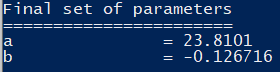 Final set of parameters
=======================
a               = 23.8101
b               = -0.126716